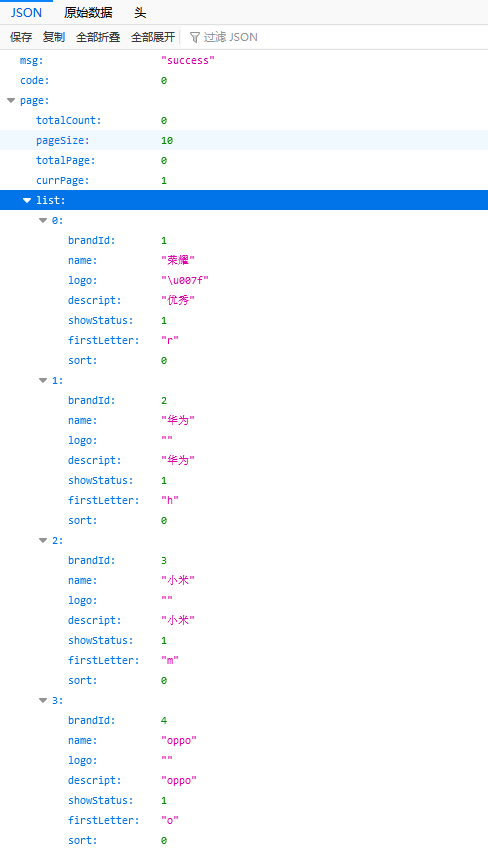 JSON 原始数据 头
保存 复制 全部折叠 全部展开 过滤 JSON
msg: "success"
code: 0
page:
totalCount: 0
pageSize: 10
totalPage: 0
currPage: 1
list:
0:
brandId: 1
name: "荣耀"
logo: "\u007f"
descript: "优秀"
showStatus: 1
firstLetter: "r"
sort: 0
1:
brandId: 2
name: "华为"
logo: ""
descript: "华为"
showStatus: 1
firstLetter: "h"
sort: 0
2:
brandId: 3
name: "小米"
logo: ""
descript: "小米"
showStatus: 1
firstLetter: "m"
sort: 0
3:
brandId: 4
name: "oppo"
logo: ""
descript: "oppo"
showStatus: 1
firstLetter: "o"
sort: 0